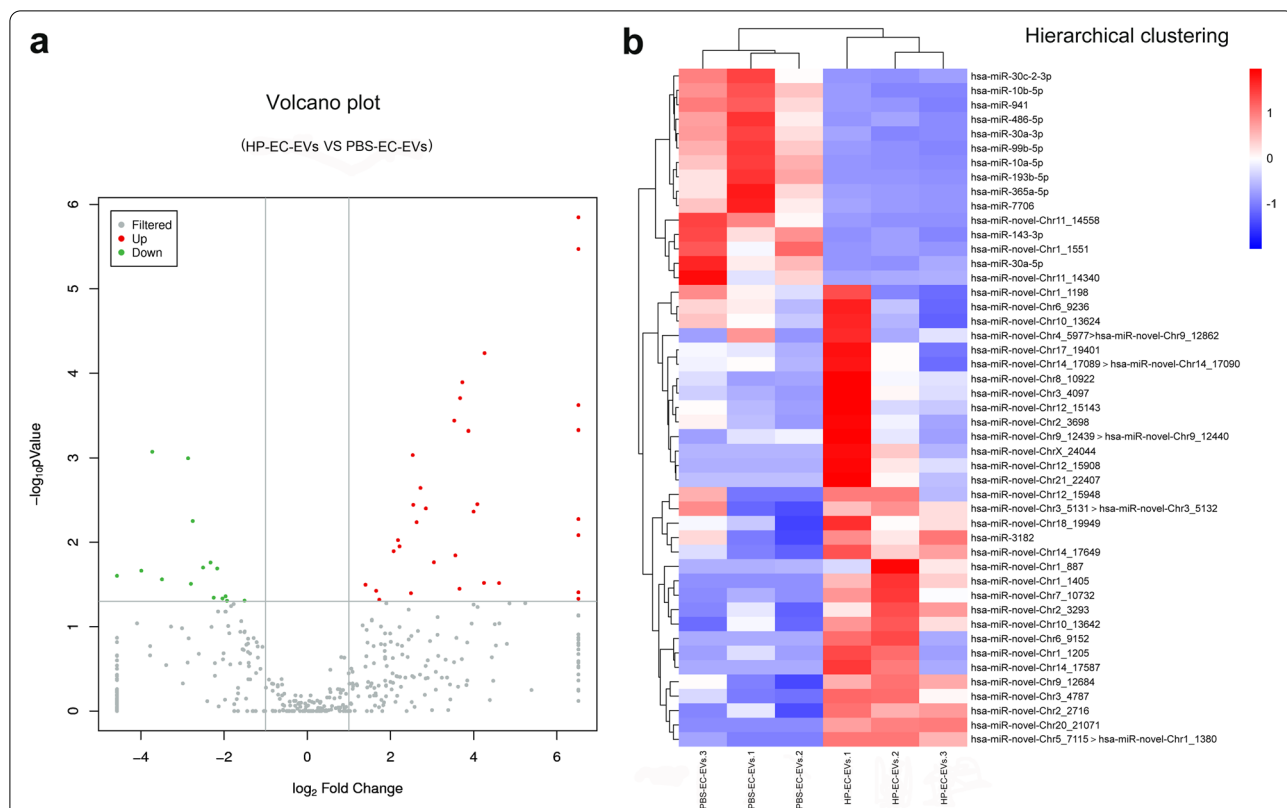 a
Volcano plot
(HP-EC-EVs VS PBS-EC-EVs)
Filtered
Up
Down
6
5
4
3
2
1
0
-log10pValue
−4
−2
0
2
4
6
log2 Fold Change
b
Hierarchical clustering
hsa-miR-30c-2-3p
hsa-miR-10b-5p
hsa-miR-941
hsa-miR-486-5p
hsa-miR-30a-3p
hsa-miR-99b-5p
hsa-miR-10a-5p
hsa-miR-193b-5p
hsa-miR-365a-5p
hsa-miR-7706
hsa-miR-novel-Chr11_14558
hsa-miR-143-3p
hsa-miR-novel-Chr1_1551
hsa-miR-30a-5p
hsa-miR-novel-Chr11_14340
hsa-miR-novel-Chr1_1198
hsa-miR-novel-Chr6_9236
hsa-miR-novel-Chr10_13624
hsa-miR-novel-Chr4_5977>hsa-miR-novel-Chr9_12862
hsa-miR-novel-Chr17_19401
hsa-miR-novel-Chr14_17089>hsa-miR-novel-Chr14_17090
hsa-miR-novel-Chr8_10922
hsa-miR-novel-Chr3_4097
hsa-miR-novel-Chr12_15143
hsa-miR-novel-Chr2_3698
hsa-miR-novel-Chr9_12439>hsa-miR-novel-Chr9_12440
hsa-miR-novel-ChrX_24044
hsa-miR-novel-Chr12_15908
hsa-miR-novel-Chr21_22407
hsa-miR-novel-Chr12_15948
hsa-miR-novel-Chr3_5131>hsa-miR-novel-Chr3_5132
hsa-miR-novel-Chr18_19949
hsa-miR-3182
hsa-miR-novel-Chr14_17649
hsa-miR-novel-Chr1_887
hsa-miR-novel-Chr1_1405
hsa-miR-novel-Chr7_10732
hsa-miR-novel-Chr2_3293
hsa-miR-novel-Chr10_13642
hsa-miR-novel-Chr6_9152
hsa-miR-novel-Chr1_1205
hsa-miR-novel-Chr14_17587
hsa-miR-novel-Chr9_12684
hsa-miR-novel-Chr3_4787
hsa-miR-novel-Chr2_2716
hsa-miR-novel-Chr20_21071
hsa-miR-novel-Chr5_7115>hsa-miR-novel-Chr1_1380
1
0
-1
PBS-EC-EVs.3
PBS-EC-EVs.1
PBS-EC-EVs.2
HP-EC-EVs.1
HP-EC-EVs.2
HP-EC-EVs.3